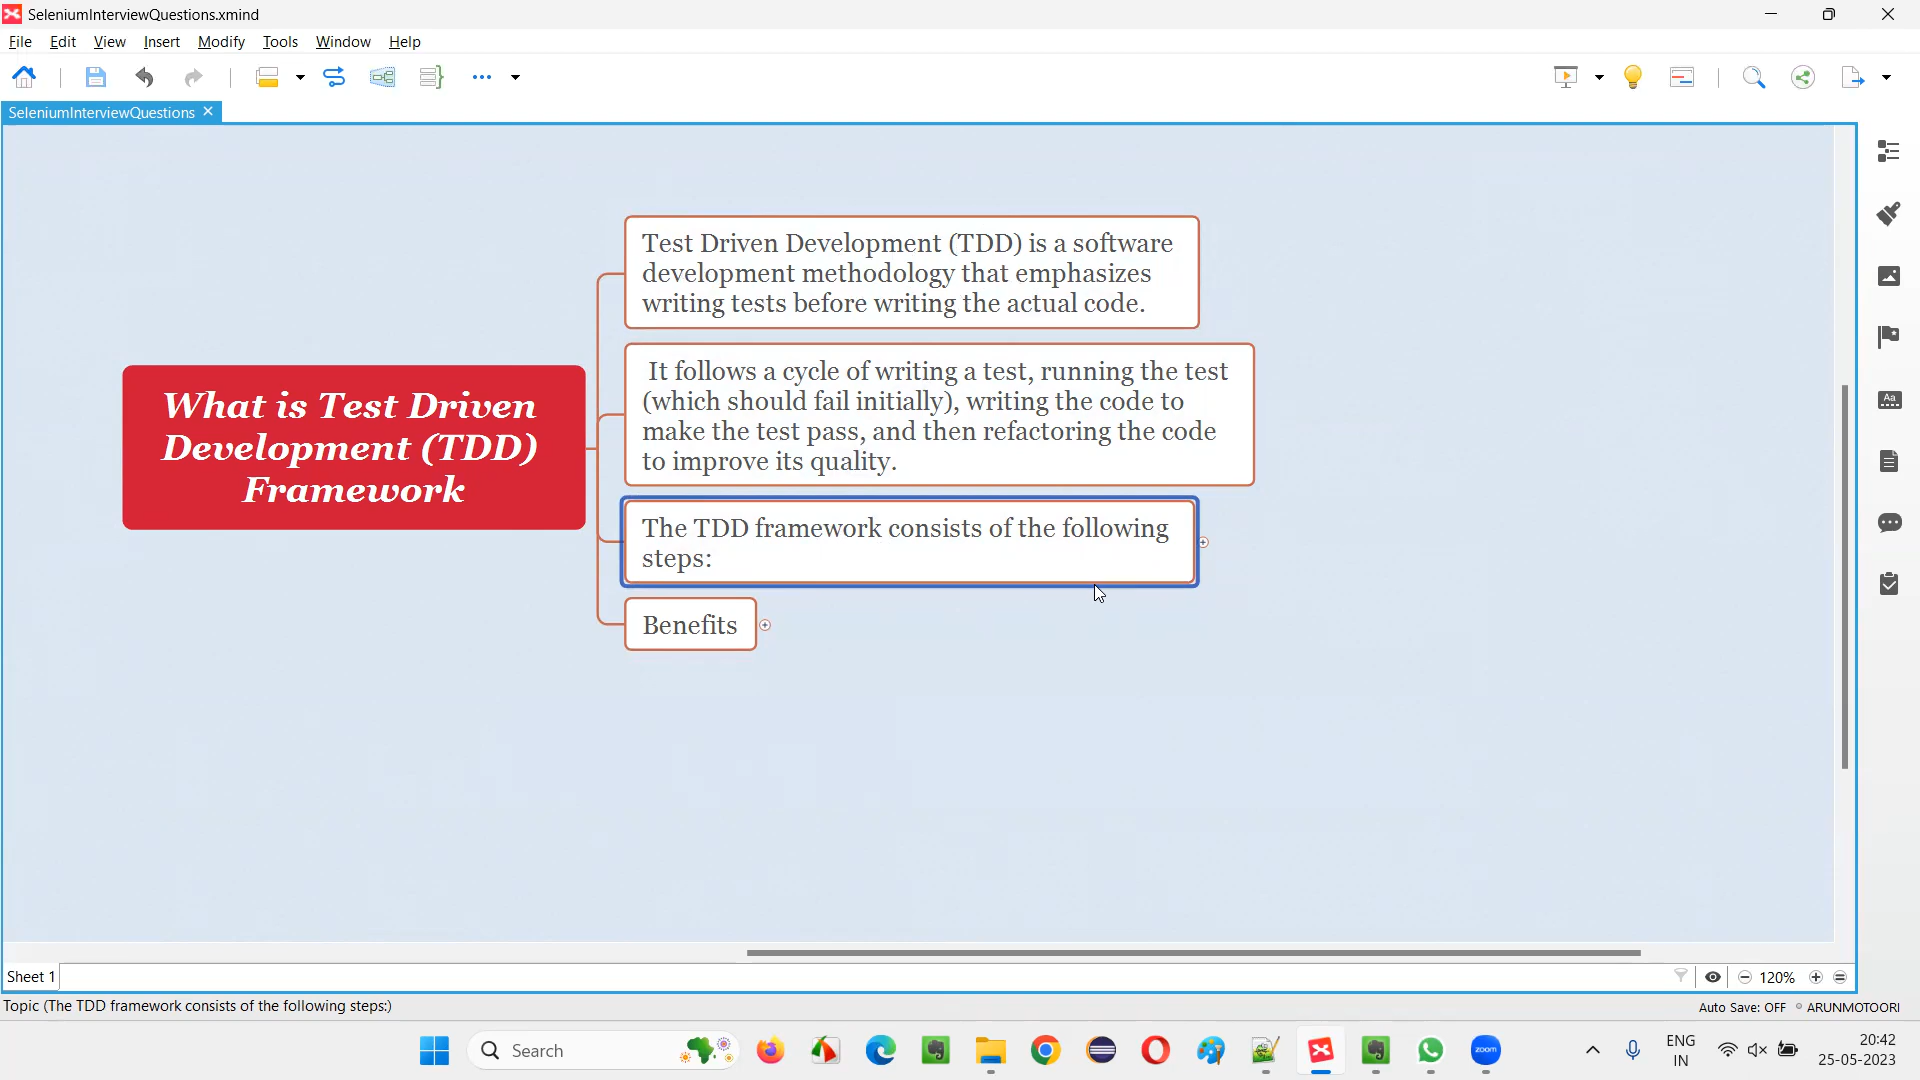 SeleniumInterviewQuestions.xmind
File Edit View Insert Modify Tools Window Help
SeleniumInterviewQuestions
What is Test Driven
Development (TDD)
Framework
Test Driven Development (TDD) is a software
development methodology that emphasizes
writing tests before writing the actual code.
It follows a cycle of writing a test, running the test
(which should fail initially), writing the code to
make the test pass, and then refactoring the code
to improve its quality.
The TDD framework consists of the following
steps:
Benefits
Aa
Sheet 1
120%
Topic (The TDD framework consists of the following steps:)
Auto Save: OFF
ARUNMOTOORI
Search
zoom
ENG
IN
20:42
25-05-2023